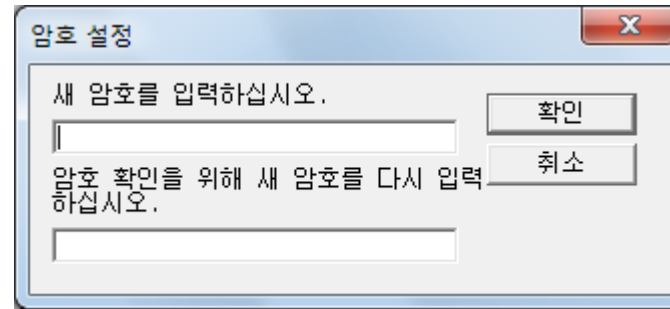 암호 설정
새 암호를 입력하십시오.
확인
암호 확인을 위해 새 암호를 다시 입력
하십시오.
취소